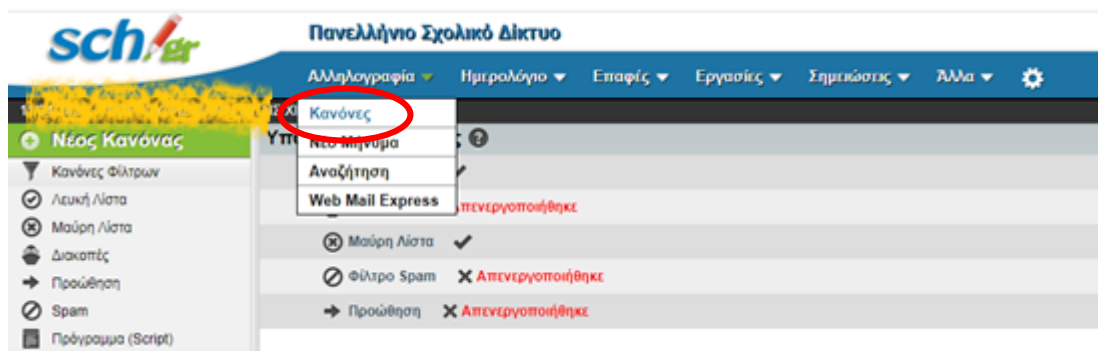 sch.gr
Πανελλήνιο Σχολικό Δίκτυο
Αλληλογραφία Ημερολόγιο Επαφές Εργασίες Σημειώσεις Άλλα
Κανόνες
Νέο Μήνυμα
Αναζήτηση
Web Mail Express
Νέος Κανόνας
Κανόνες Φίλτρων
Λευκή Λίστα
Μαύρη Λίστα
Διακοπές
Προώθηση
Spam
Πρόγραμμα (Script)
Απενεργοποιήθηκε
Μαύρη Λίστα
Φίλτρο Spam Απενεργοποιήθηκε
Προώθηση Απενεργοποιήθηκε